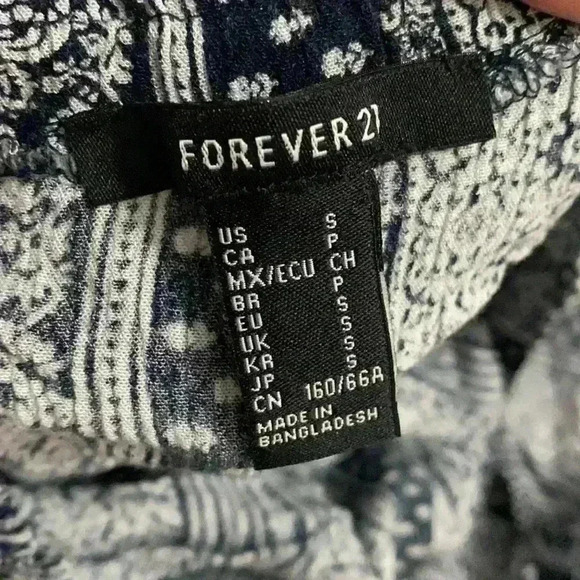 FOREVER 21
US S
CA P
MX/ECU CH
BR P
EU S
UK S
KR S
JP S
CN 160/66A
MADE IN
BANGLADESH